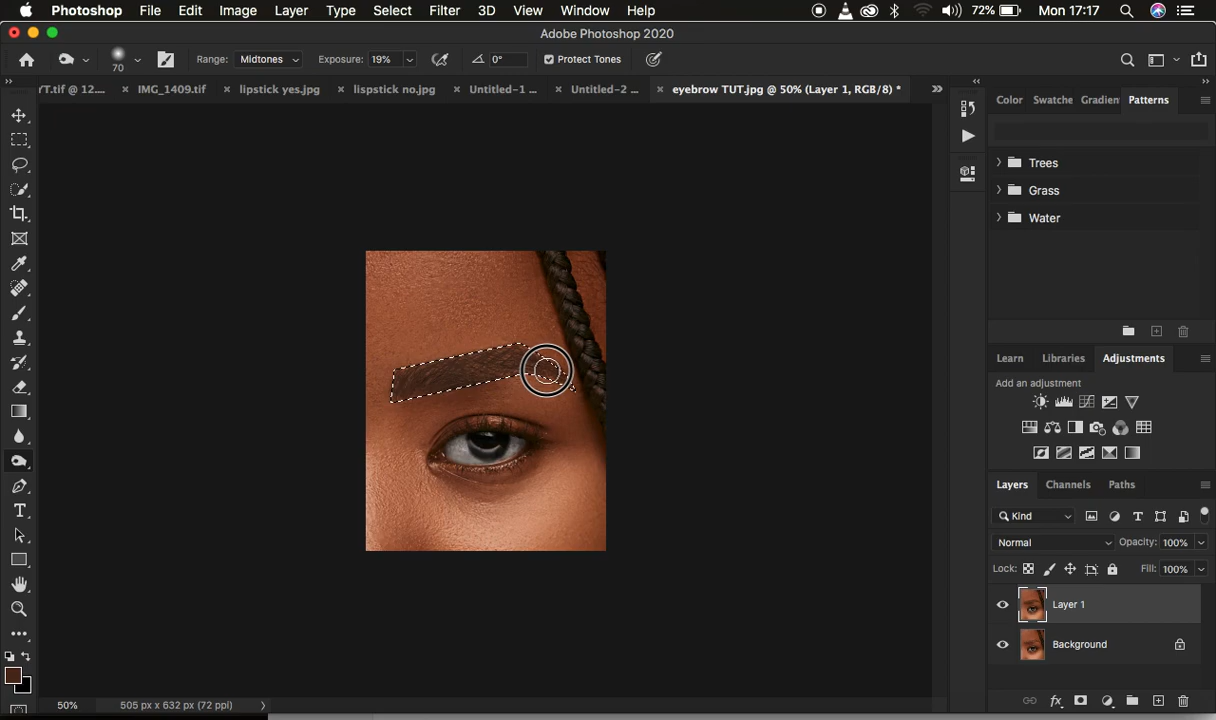 Photoshop File Edit Image Layer Type Select Filter 3D View Window Help 72% Mon 17:17
Adobe Photoshop 2020
70 Range: Midtones Exposure: 19% 0° Protect Tones
YT.tif @ 12.... IMG_1409.tif lipstick yes.jpg lispstick no.jpg Untitled-1 ... Untitled-2 ... eyebrow TUT.jpg @ 50% (Layer 1, RGB/8) *
Color Swatche Gradien Patterns
Trees
Grass
Water
Learn Libraries Adjustments
Add an adjustment
Layers Channels Paths
Kind
Normal Opacity: 100%
Lock: Fill: 100%
Layer 1
Background
50% 505 px x 632 px (72 ppi)